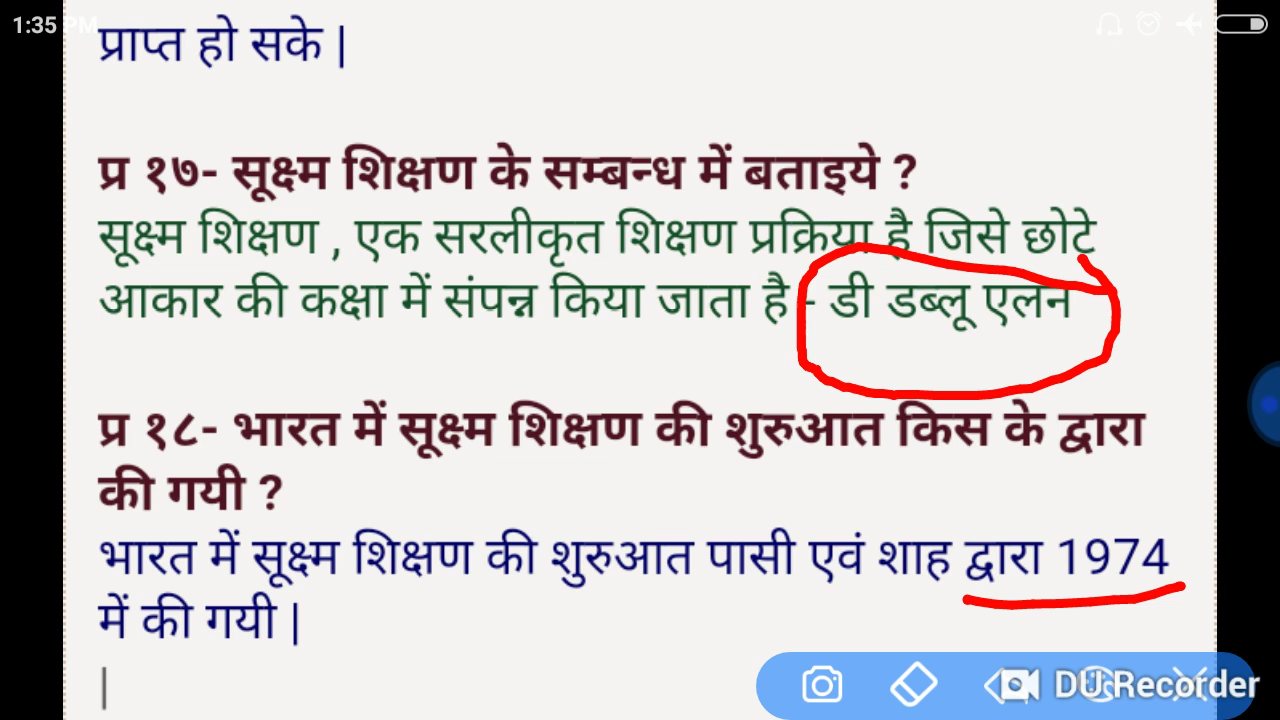 1:35 PM
प्राप्त हो सके |
प्र १७- सूक्ष्म शिक्षण के सम्बन्ध में बताइये ?
सूक्ष्म शिक्षण , एक सरलीकृत शिक्षण प्रक्रिया है जिसे छोटे
आकार की कक्षा में संपन्न किया जाता है - डी डब्लू एलन
प्र १८- भारत में सूक्ष्म शिक्षण की शुरुआत किस के द्वारा
की गयी ?
भारत में सूक्ष्म शिक्षण की शुरुआत पासी एवं शाह द्वारा 1974
में की गयी |
DU Recorder